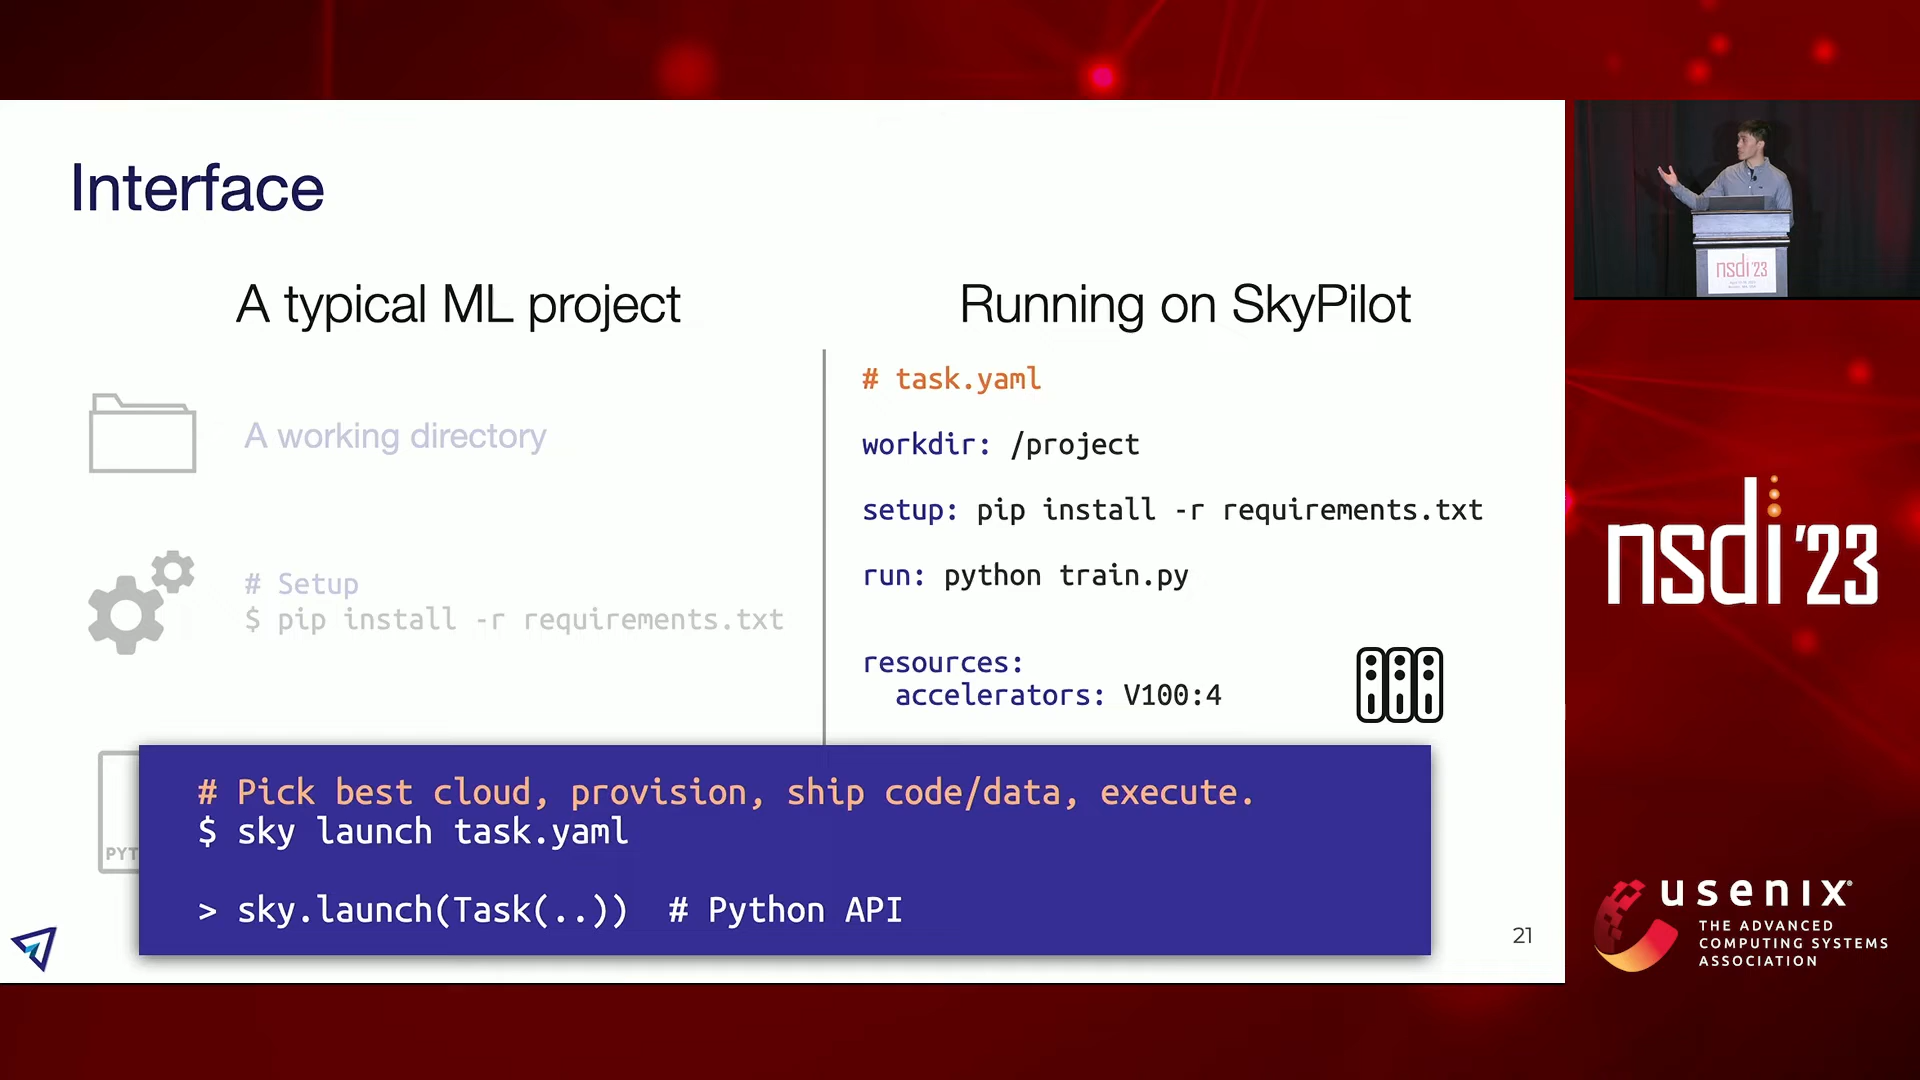 Interface
A typical ML project
A working directory
# Setup
$ pip install -r requirements.txt
PYT
Running on SkyPilot
# task.yaml
workdir: /project
setup: pip install -r requirements.txt
run: python train.py
resources:
accelerators: V100:4
# Pick best cloud, provision, ship code/data, execute.
$ sky launch task.yaml
> sky.launch(Task(..))  # Python API
21
nsdi'23
nsdi '23
usenix®
THE ADVANCED
COMPUTING SYSTEMS
ASSOCIATION